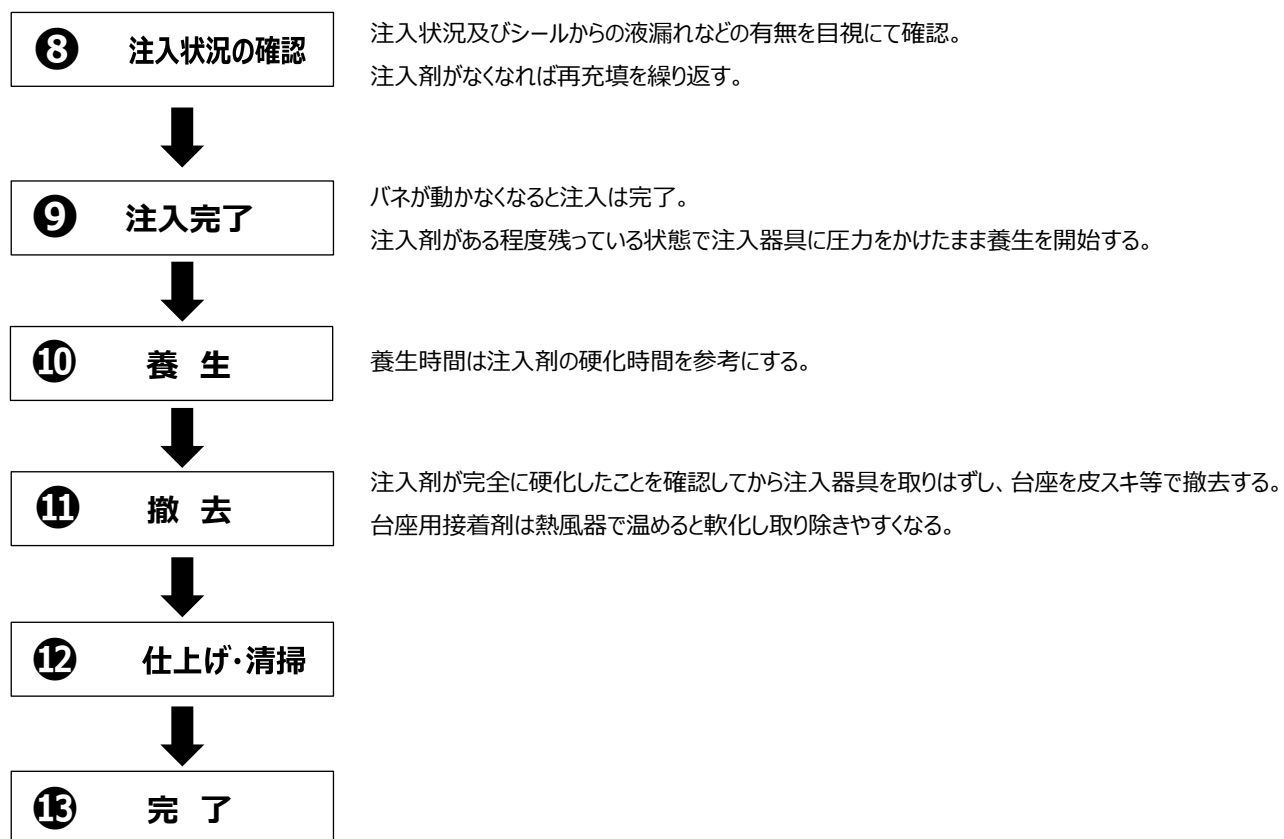 ❽ 注入状況の確認
注入状況及びシールからの液漏れなどの有無を目視にて確認。
注入剤がなくなれば再充填を繰り返す。
❾ 注入完了
バネが動かなくなると注入は完了。
注入剤がある程度残っている状態で注入器具に圧力をかけたまま養生を開始する。
❿ 養 生
養生時間は注入剤の硬化時間を参考にする。
⓫ 撤 去
注入剤が完全に硬化したことを確認してから注入器具を取りはずし、台座を皮スキ等で撤去する。
台座用接着剤は熱風器で温めると軟化し取り除きやすくなる。
⓬ 仕上げ・清掃
⓭ 完 了